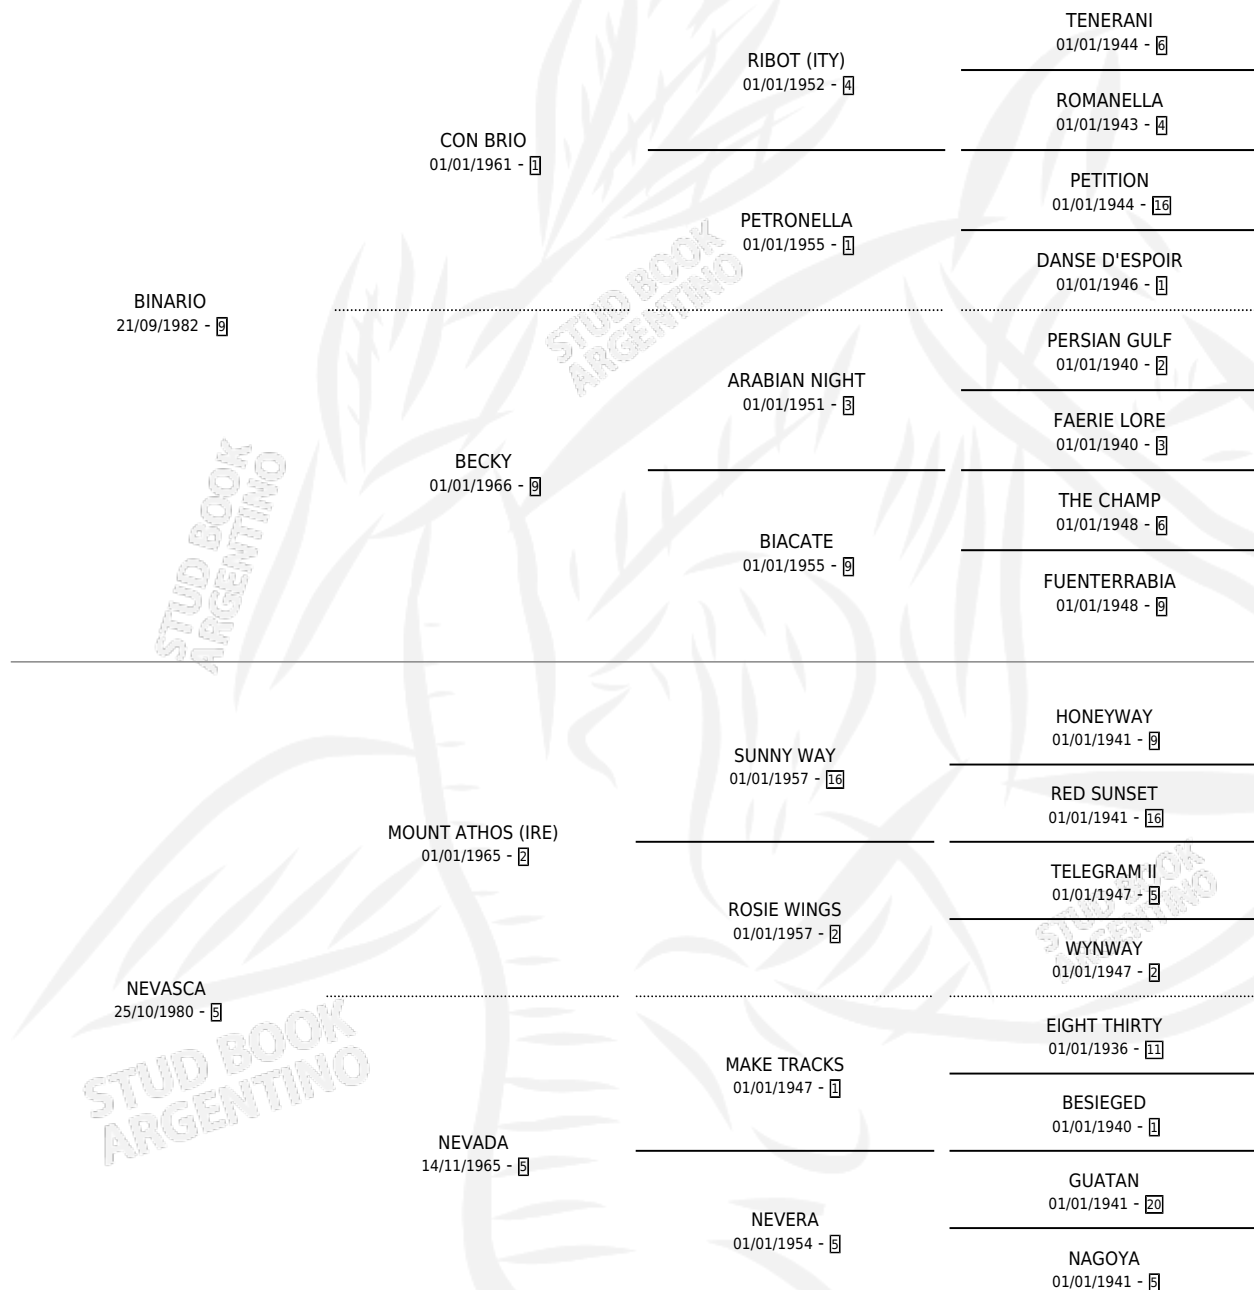 TENERANI
01/01/1944 - 6
RIBOT (ITY)
01/01/1952 - 4
ROMANELLA
01/01/1943 - 4
CON BRIO
01/01/1961 - 1
PETITION
01/01/1944 - 16
PETRONELLA
01/01/1955 - 1
DANSE D'ESPOIR
01/01/1946 - 1
STUD BOOK
ARGENTINO
BINARIO
21/09/1982 - 9
PERSIAN GULF
01/01/1940 - 2
ARABIAN NIGHT
01/01/1951 - 3
FAERIE LORE
01/01/1940 - 3
BECKY
01/01/1966 - 9
THE CHAMP
01/01/1948 - 6
BIACATE
01/01/1955 - 9
FUENTERRABIA
01/01/1948 - 9
STUD BOOK
ARGENTINO
HONEYWAY
01/01/1941 - 9
SUNNY WAY
01/01/1957 - 16
RED SUNSET
01/01/1941 - 16
MOUNT ATHOS (IRE)
01/01/1965 - 2
TELEGRAM II
01/01/1947 - 5
ROSIE WINGS
01/01/1957 - 2
WYNWAY
01/01/1947 - 2
STUD BOOK
ARGENTINO
NEVASCA
25/10/1980 - 5
EIGHT THIRTY
01/01/1936 - 11
MAKE TRACKS
01/01/1947 - 1
BESIEGED
01/01/1940 - 1
STUD BOOK
ARGENTINO
NEVADA
14/11/1965 - 5
GUATAN
01/01/1941 - 20
NEVERA
01/01/1954 - 5
NAGOYA
01/01/1941 - 5